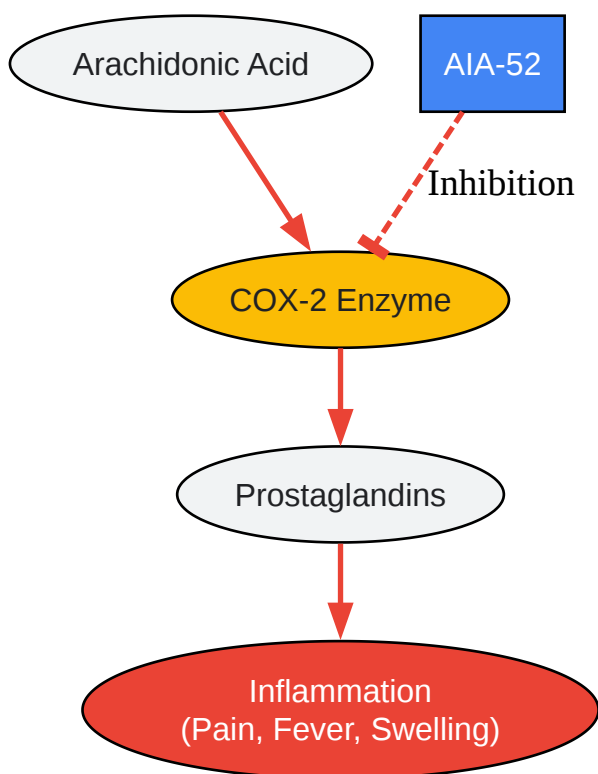 Arachidonic Acid
AIA-52
Inhibition
COX-2 Enzyme
Prostaglandins
Inflammation
(Pain, Fever, Swelling)